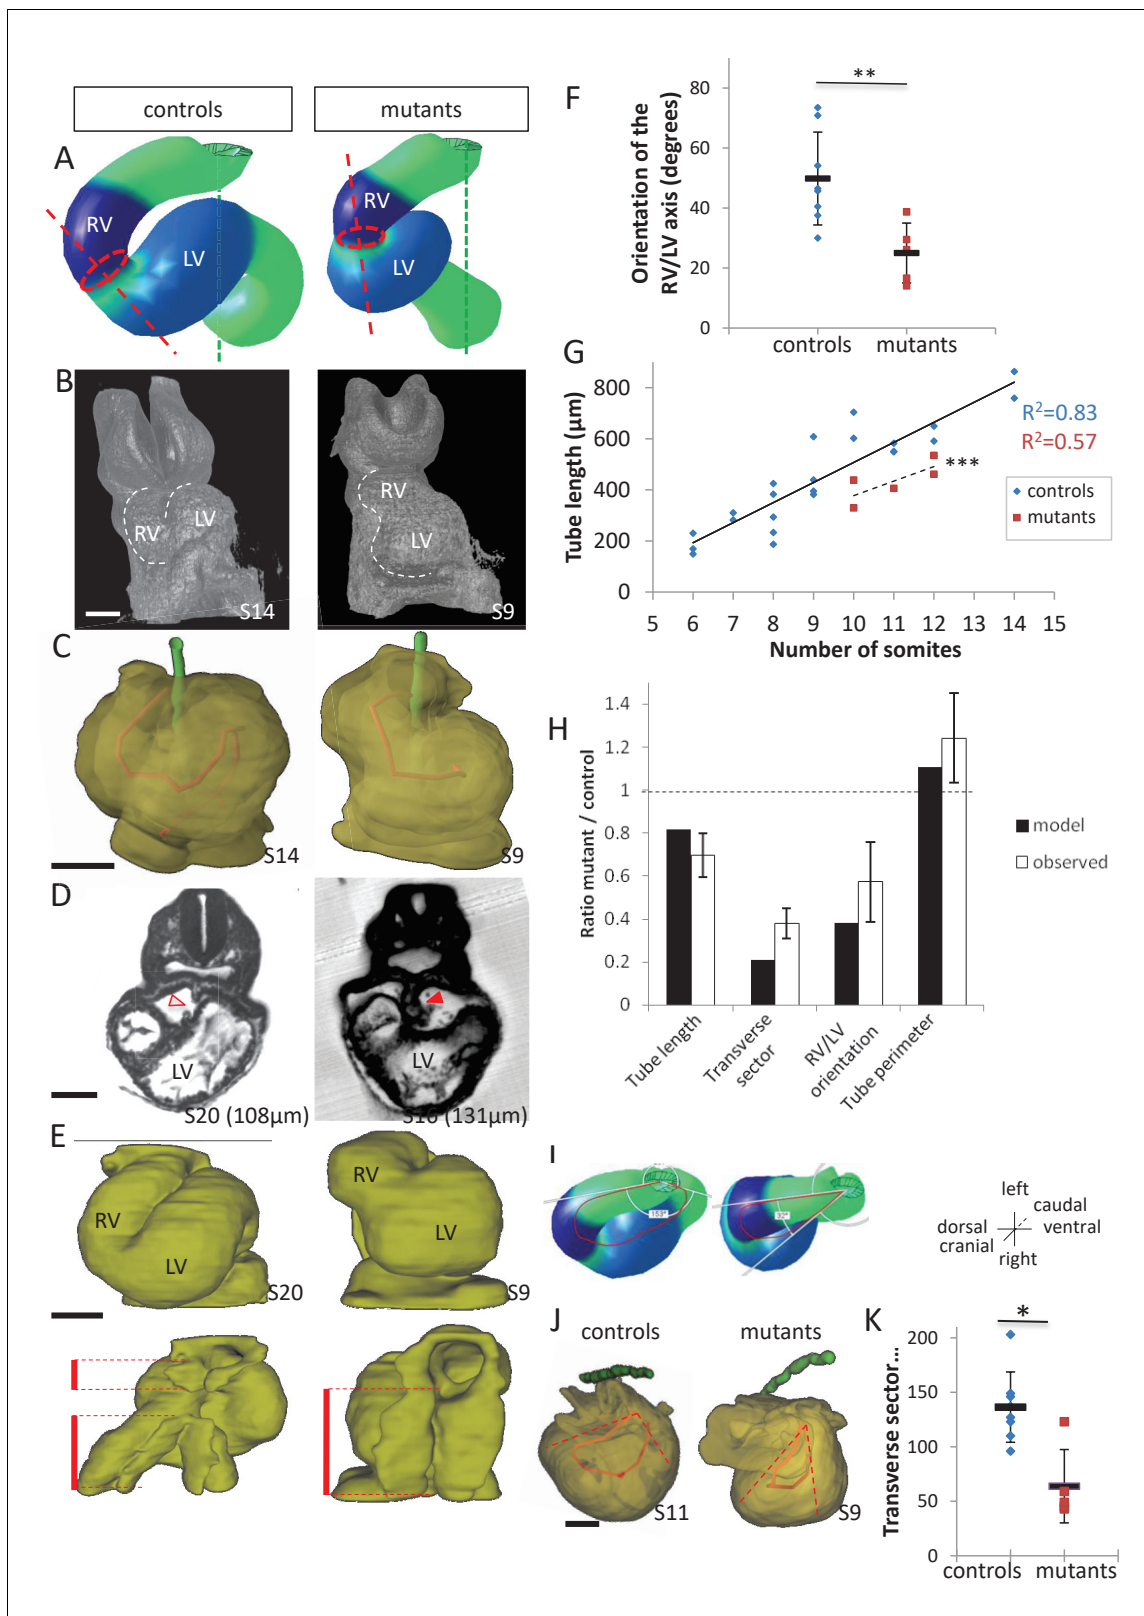 controls
mutants
A
RV
LV
RV
LV
B
RV
LV
S14
RV
LV
S9
C
S14
S9
D
LV
S20 (108µm)
LV
S16 (131µm)
E
RV
LV
S20
RV
LV
S9
F
Orientation of the
RV/LV axis (degrees)
80
60
40
20
0
**
controls
mutants
G
Tube length (µm)
800
600
400
200
0
5 6 7 8 9 10 11 12 13 14 15
Number of somites
R²=0.83
R²=0.57
***
controls
mutants
H
Ratio mutant / control
1.4
1.2
1
0.8
0.6
0.4
0.2
0
Tube length
Transverse
sector
RV/LV
orientation
Tube perimeter
model
observed
I
153°
32°
left
caudal
dorsal
ventral
cranial
right
J
controls
mutants
S11
S9
K
Transverse sector...
200
150
100
50
0
*
controls
mutants